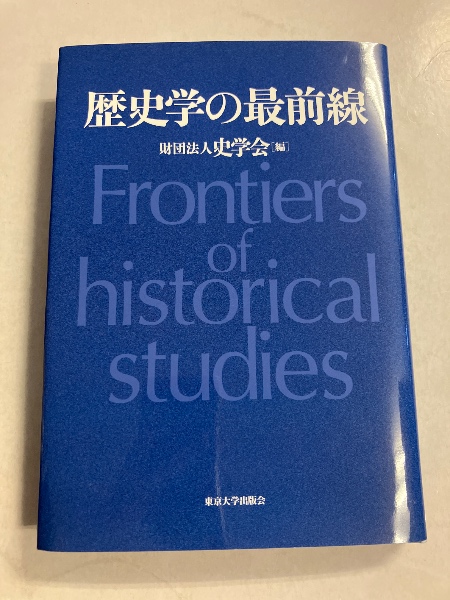 歴史学の最前線
財団法人史学会[編]
Frontiers
of
historical
studies
東京大学出版会